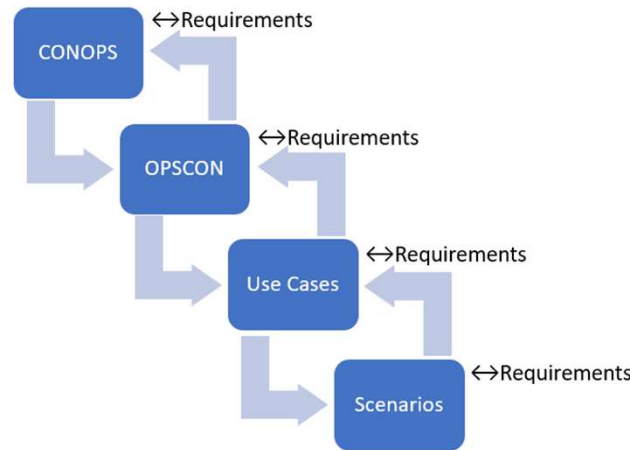 ↔Requirements
CONOPS
↔Requirements
OPSCON
↔Requirements
Use Cases
↔Requirements
Scenarios